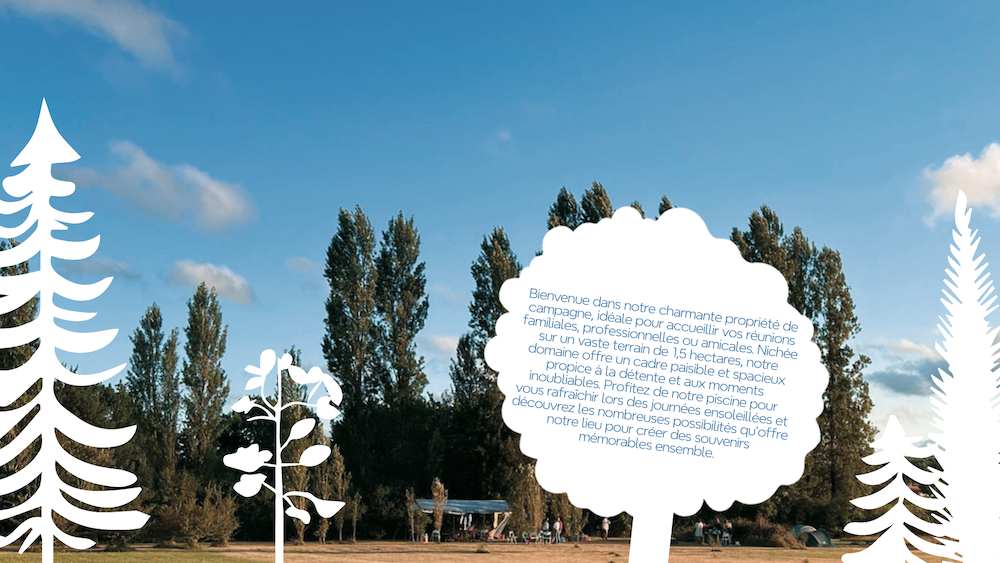 Bienvenue dans notre charmante propriété de
campagne, idéale pour accueillir vos réunions
familiales, professionnelles ou amicales. Nichée
sur un vaste terrain de 1,5 hectares, notre
domaine offre un cadre paisible et spacieux
propice à la détente et aux moments
inoubliables. Profitez de notre piscine pour
vous rafraîchir lors des journées ensoleillées et
découvrez les nombreuses possibilités qu'offre
notre lieu pour créer des souvenirs
mémorables ensemble.